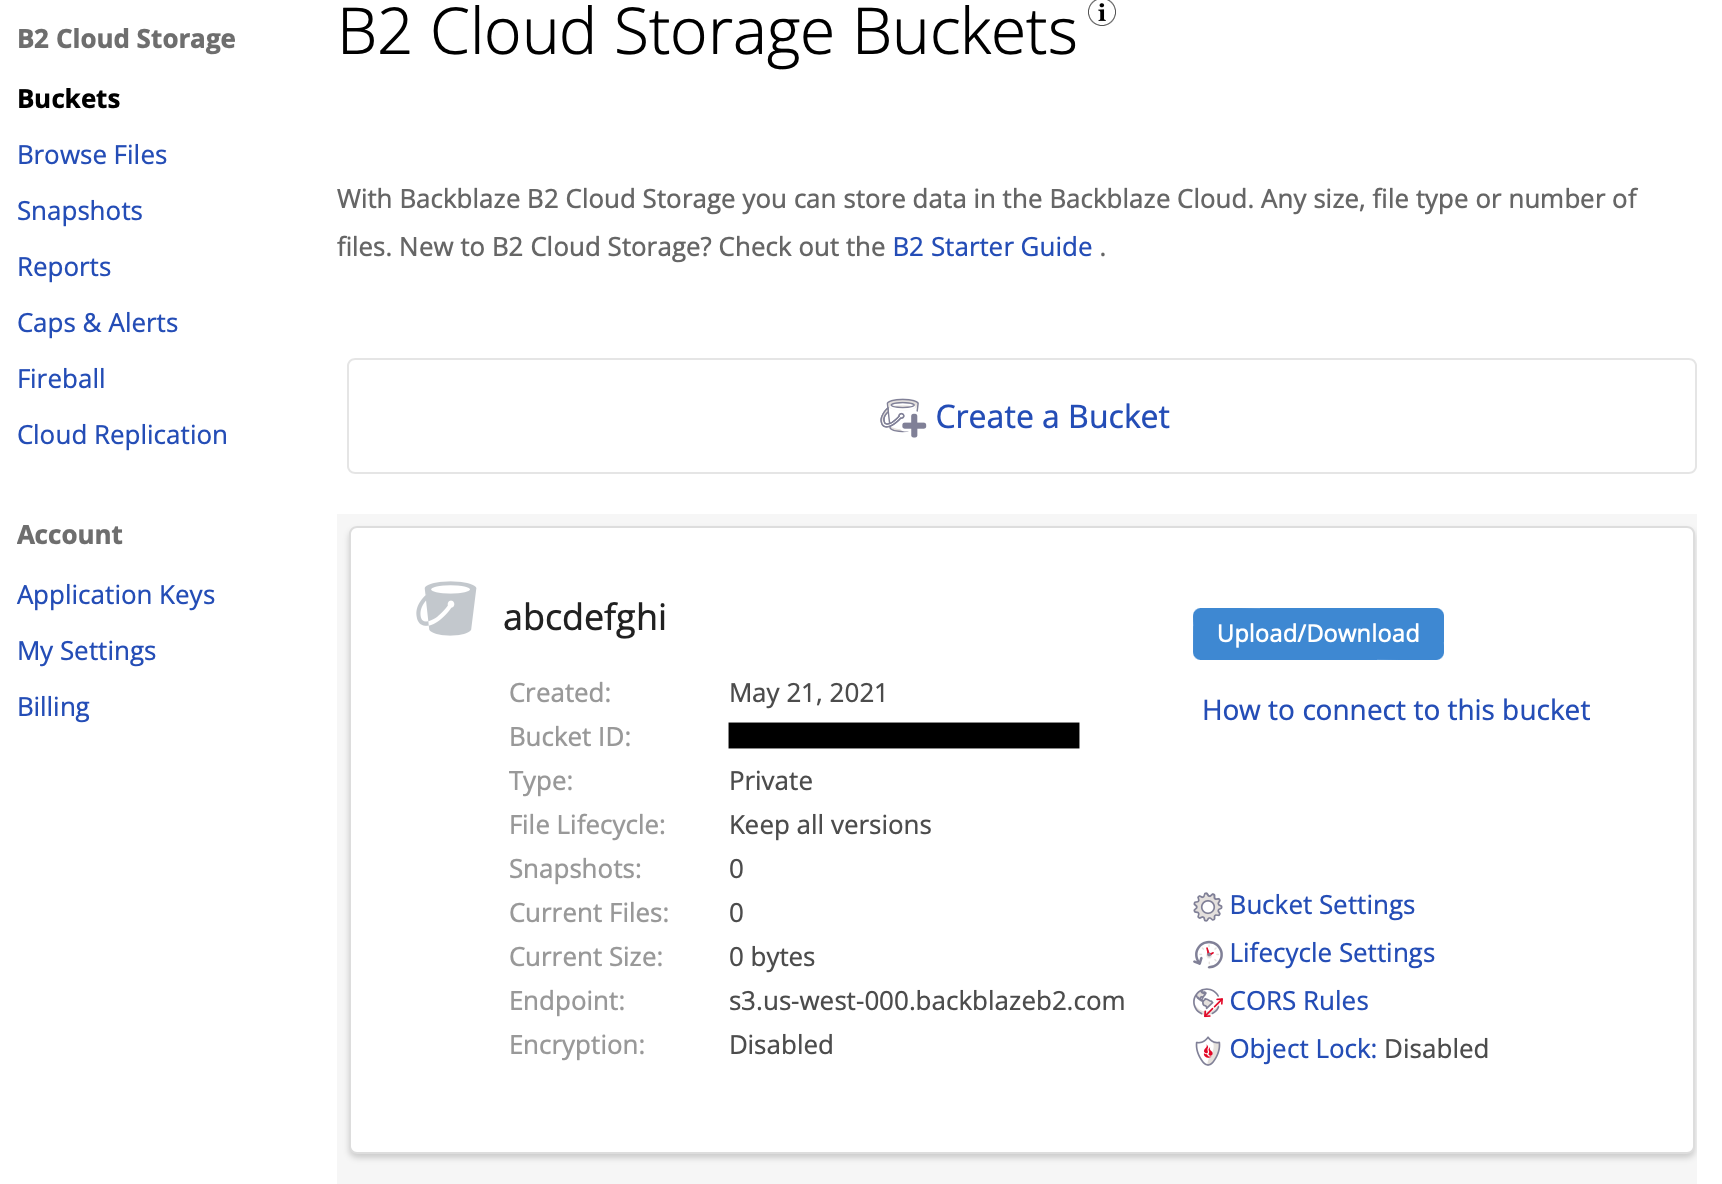 B2 Cloud Storage
Buckets
Browse Files
Snapshots
Reports
Caps & Alerts
Fireball
Cloud Replication
Account
Application Keys
My Settings
Billing
B2 Cloud Storage Buckets i
With Backblaze B2 Cloud Storage you can store data in the Backblaze Cloud. Any size, file type or number of
files. New to B2 Cloud Storage? Check out the B2 Starter Guide .
Create a Bucket
abcdefghi
Created: May 21, 2021
Bucket ID:
Type: Private
File Lifecycle: Keep all versions
Snapshots: 0
Current Files: 0
Current Size: 0 bytes
Endpoint: s3.us-west-000.backblazeb2.com
Encryption: Disabled
Upload/Download
How to connect to this bucket
Bucket Settings
Lifecycle Settings
CORS Rules
Object Lock: Disabled